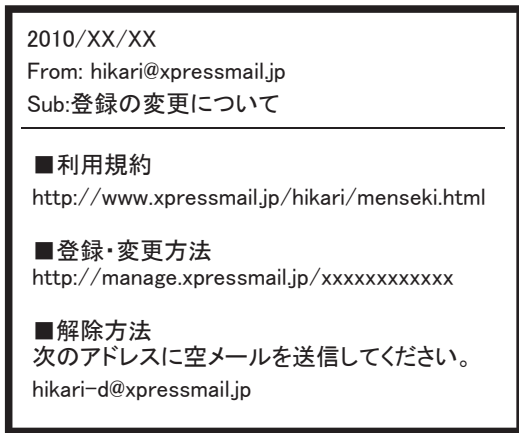 2010/XX/XX
From: hikari@xpressmail.jp
Sub:登録の変更について
■利用規約
http://www.xpressmail.jp/hikari/menseki.html
■登録・変更方法
http://manage.xpressmail.jp/xxxxxxxxxxxx
■解除方法
次のアドレスに空メールを送信してください。
hikari-d@xpressmail.jp